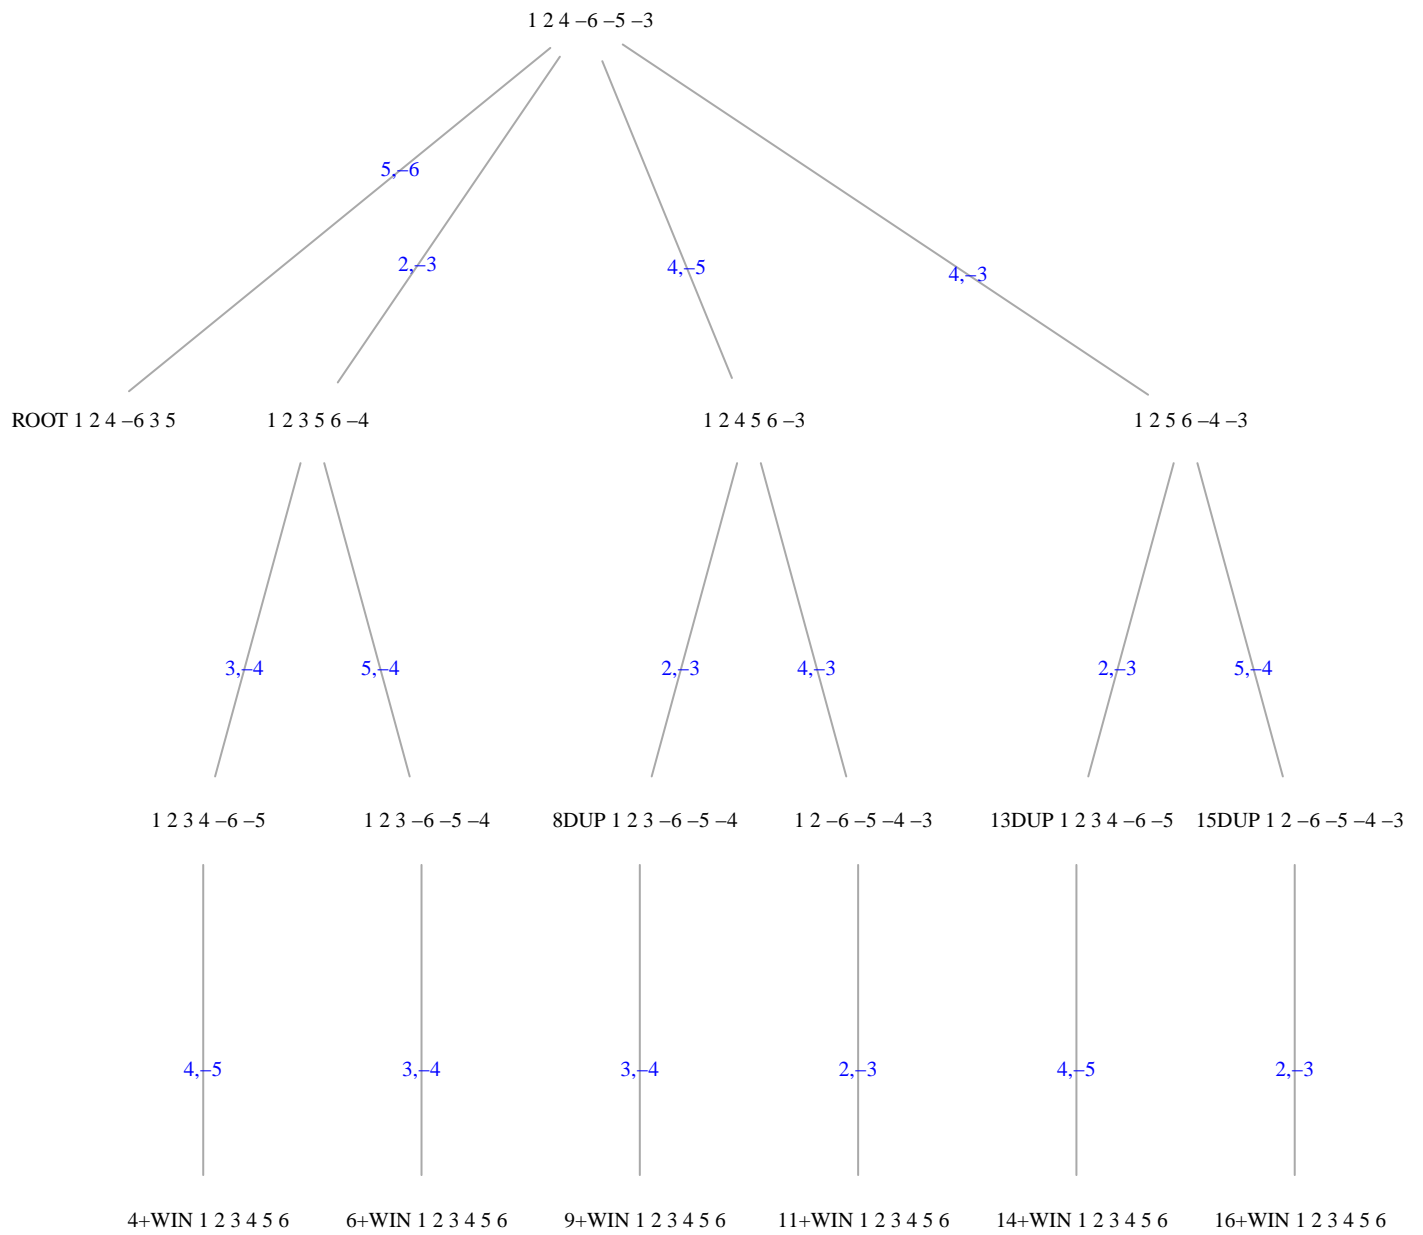 1 2 4 –6 –5 –3
5,–6
2,–3
4,–5
4,–3
ROOT 1 2 4 –6 3 5
1 2 3 5 6 –4
1 2 4 5 6 –3
1 2 5 6 –4 –3
3,–4
5,–4
2,–3
4,–3
2,–3
5,–4
1 2 3 4 –6 –5
1 2 3 –6 –5 –4
8DUP 1 2 3 –6 –5 –4
1 2 –6 –5 –4 –3
13DUP 1 2 3 4 –6 –5
15DUP 1 2 –6 –5 –4 –3
4,–5
3,–4
3,–4
2,–3
4,–5
2,–3
4+WIN 1 2 3 4 5 6
6+WIN 1 2 3 4 5 6
9+WIN 1 2 3 4 5 6
11+WIN 1 2 3 4 5 6
14+WIN 1 2 3 4 5 6
16+WIN 1 2 3 4 5 6